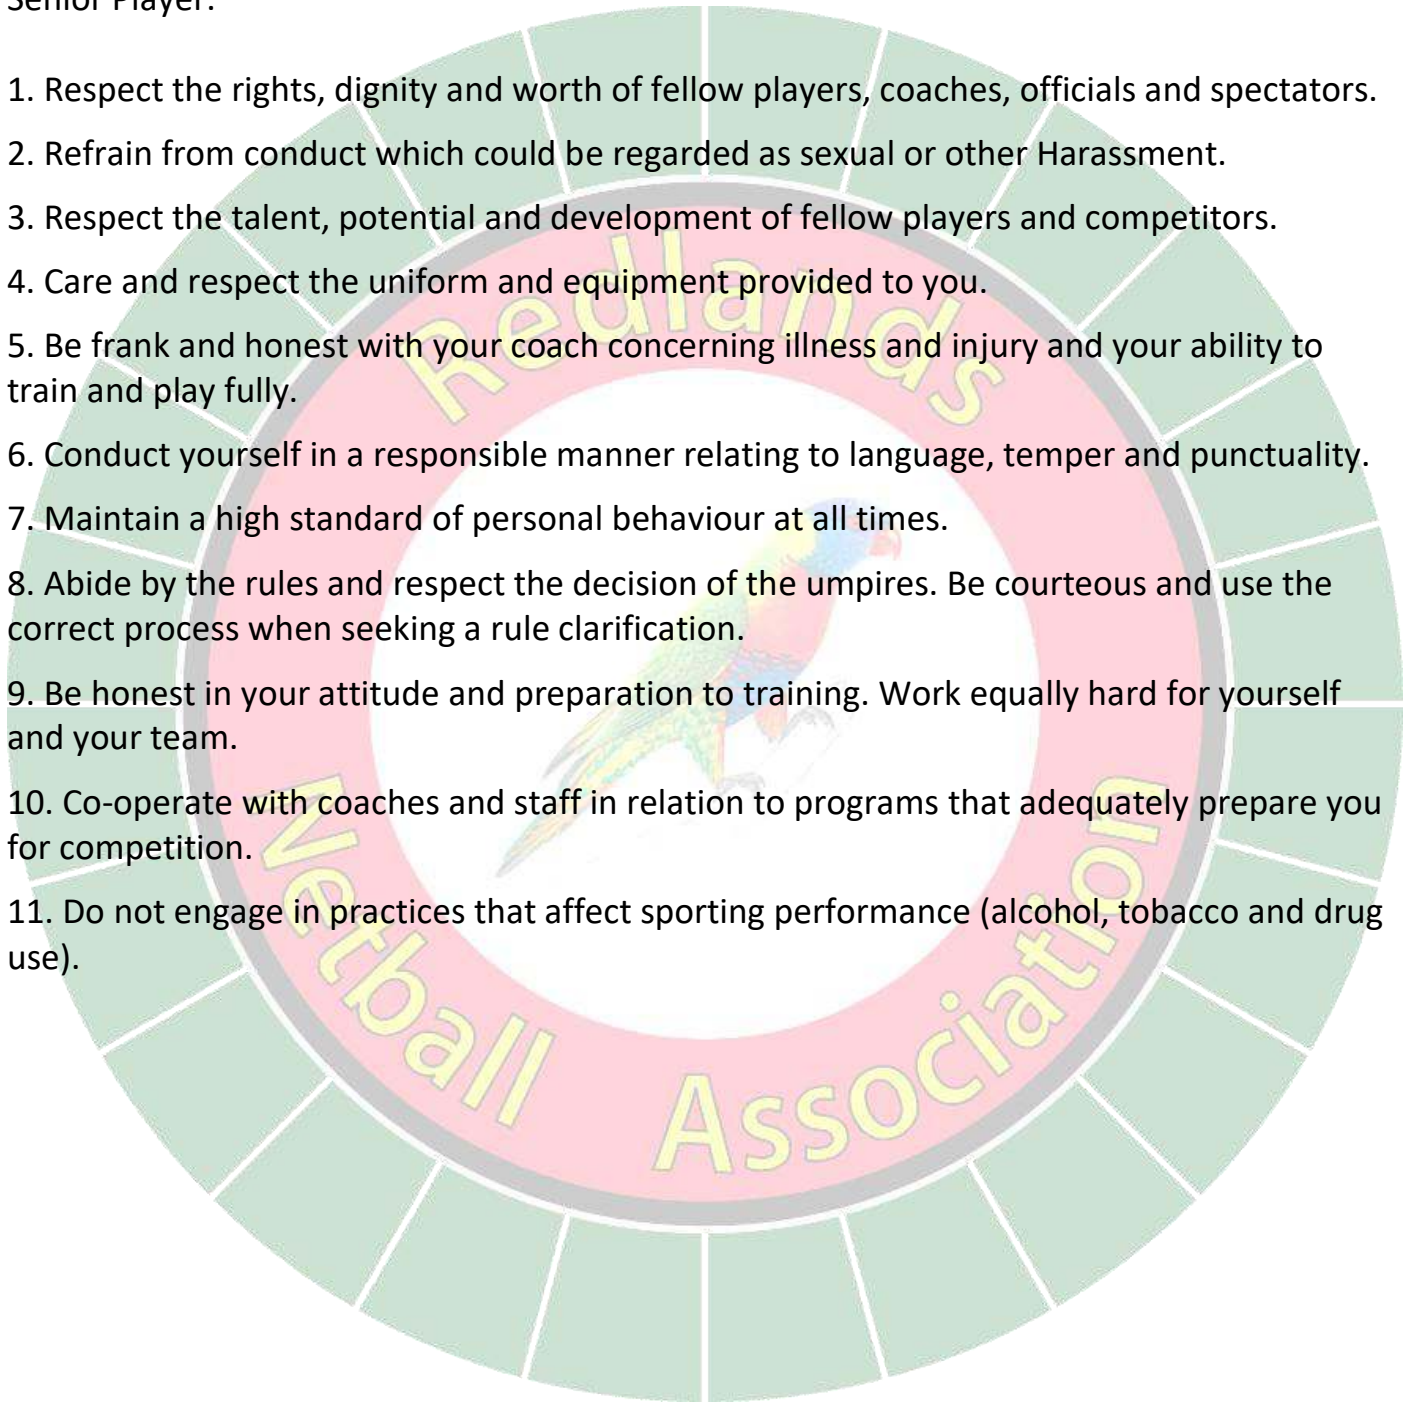 Senior Player:
1. Respect the rights, dignity and worth of fellow players, coaches, officials and spectators.
2. Refrain from conduct which could be regarded as sexual or other Harassment.
3. Respect the talent, potential and development of fellow players and competitors.
4. Care and respect the uniform and equipment provided to you.
5. Be frank and honest with your coach concerning illness and injury and your ability to
train and play fully.
6. Conduct yourself in a responsible manner relating to language, temper and punctuality.
7. Maintain a high standard of personal behaviour at all times.
8. Abide by the rules and respect the decision of the umpires. Be courteous and use the
correct process when seeking a rule clarification.
9. Be honest in your attitude and preparation to training. Work equally hard for yourself
and your team.
10. Co-operate with coaches and staff in relation to programs that adequately prepare you
for competition.
11. Do not engage in practices that affect sporting performance (alcohol, tobacco and drug
use).
Redlands
Netball Association